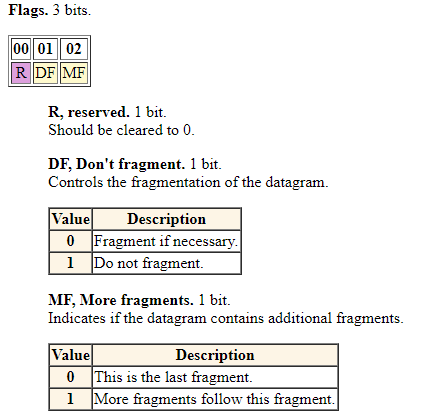 Flags. 3 bits.
00 01 02
R DF MF
R, reserved. 1 bit.
Should be cleared to 0.
DF, Don't fragment. 1 bit.
Controls the fragmentation of the datagram.
Value Description
0 Fragment if necessary.
1 Do not fragment.
MF, More fragments. 1 bit.
Indicates if the datagram contains additional fragments.
Value Description
0 This is the last fragment.
1 More fragments follow this fragment.